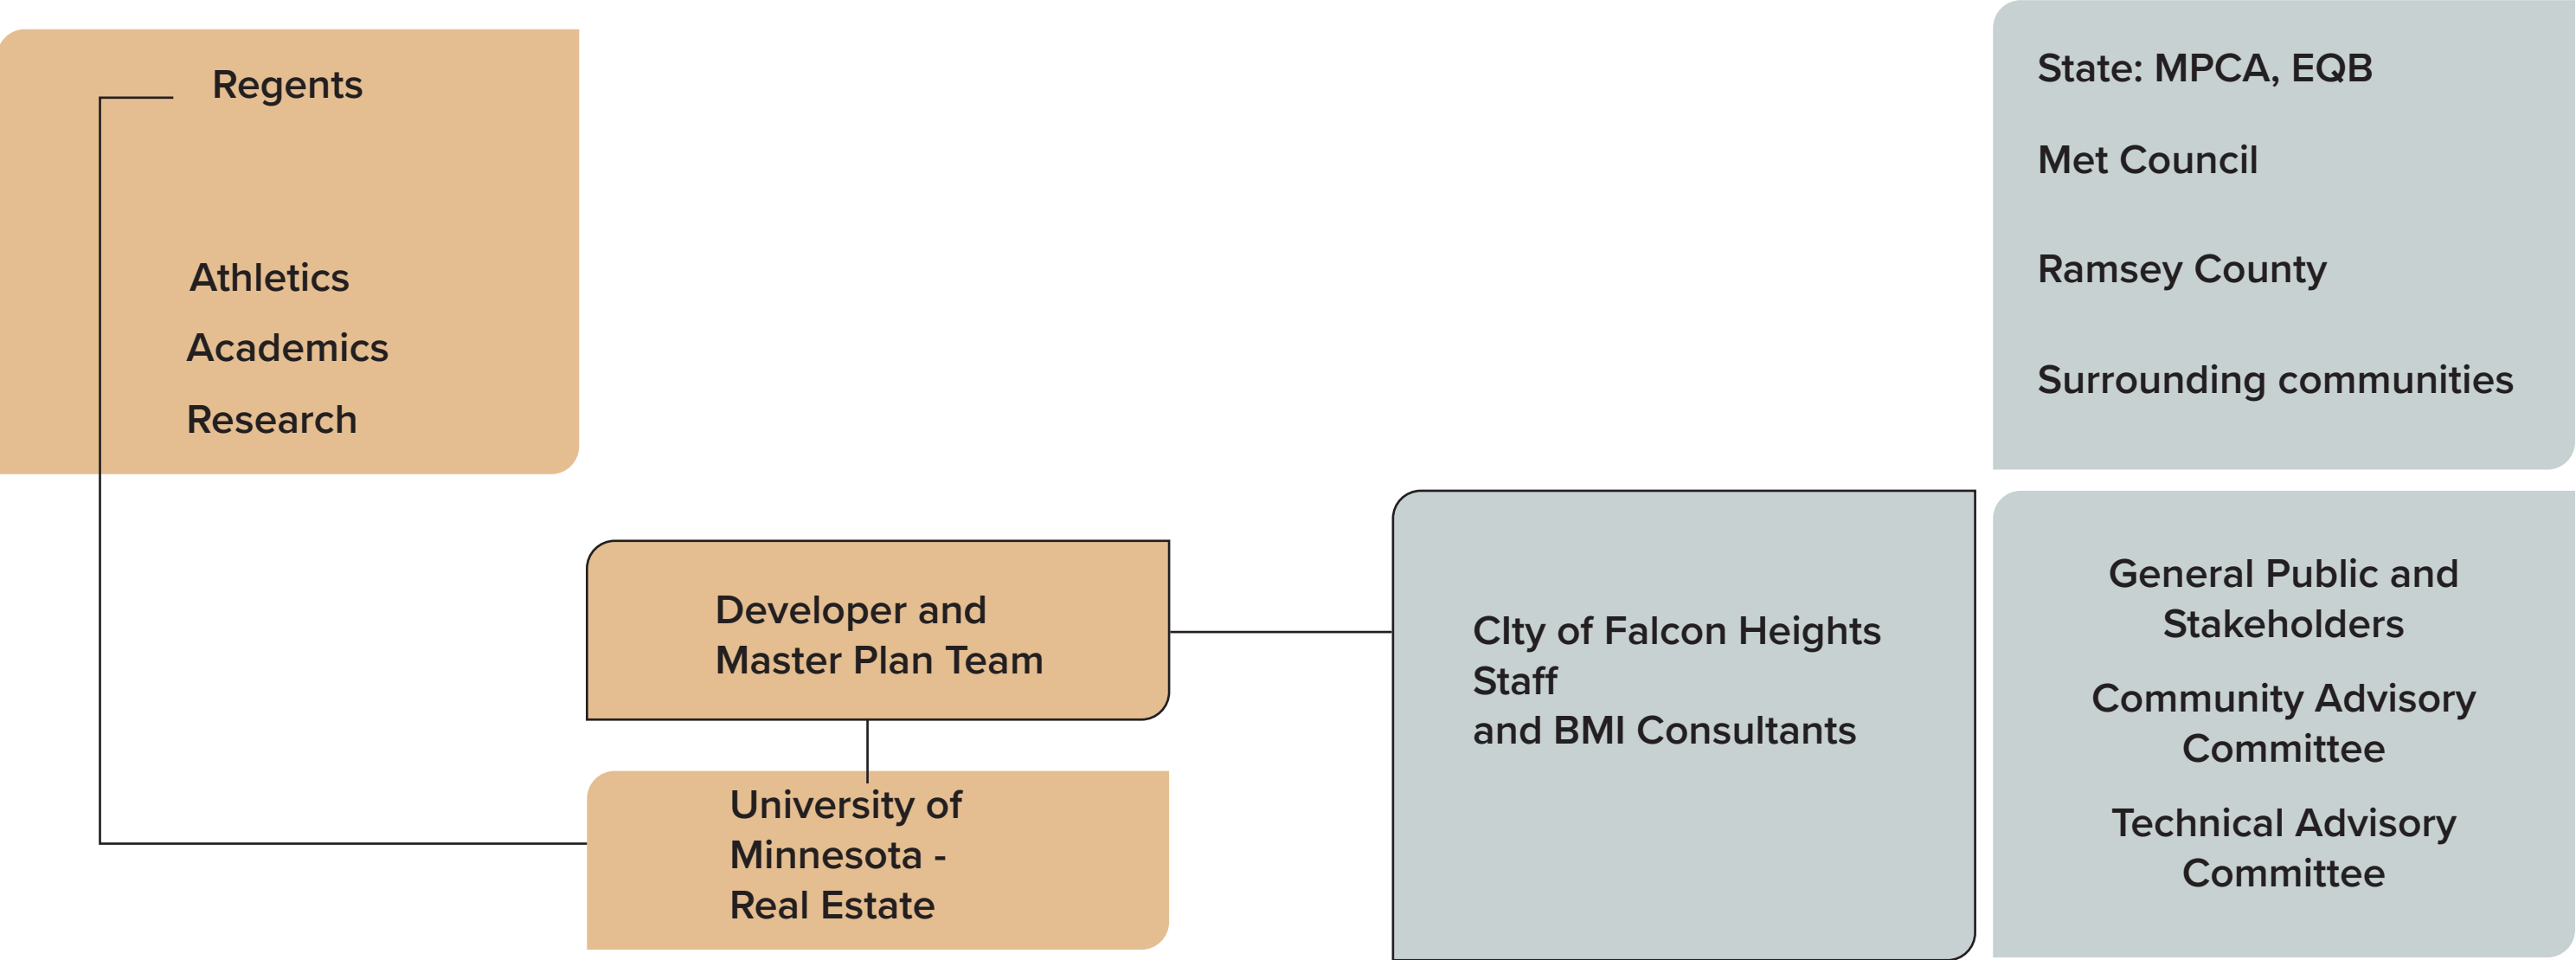 Regents
Athletics
Academics
Research
Developer and
Master Plan Team
University of
Minnesota -
Real Estate
CIty of Falcon Heights
Staff
and BMI Consultants
State: MPCA, EQB
Met Council
Ramsey County
Surrounding communities
General Public and
Stakeholders
Community Advisory
Committee
Technical Advisory
Committee